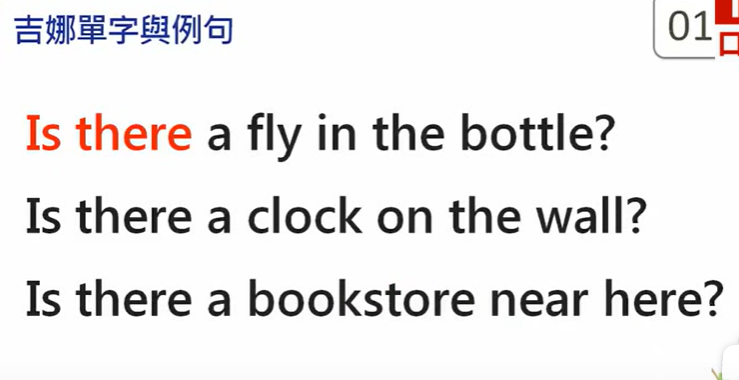 吉娜單字與例句
01
Is there a fly in the bottle?
Is there a clock on the wall?
Is there a bookstore near here?